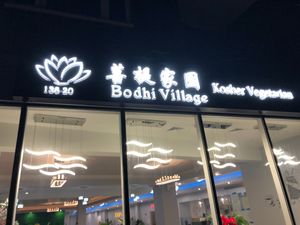 菩提家園
Bodhi Village
Kosher Vegetarian
136-20